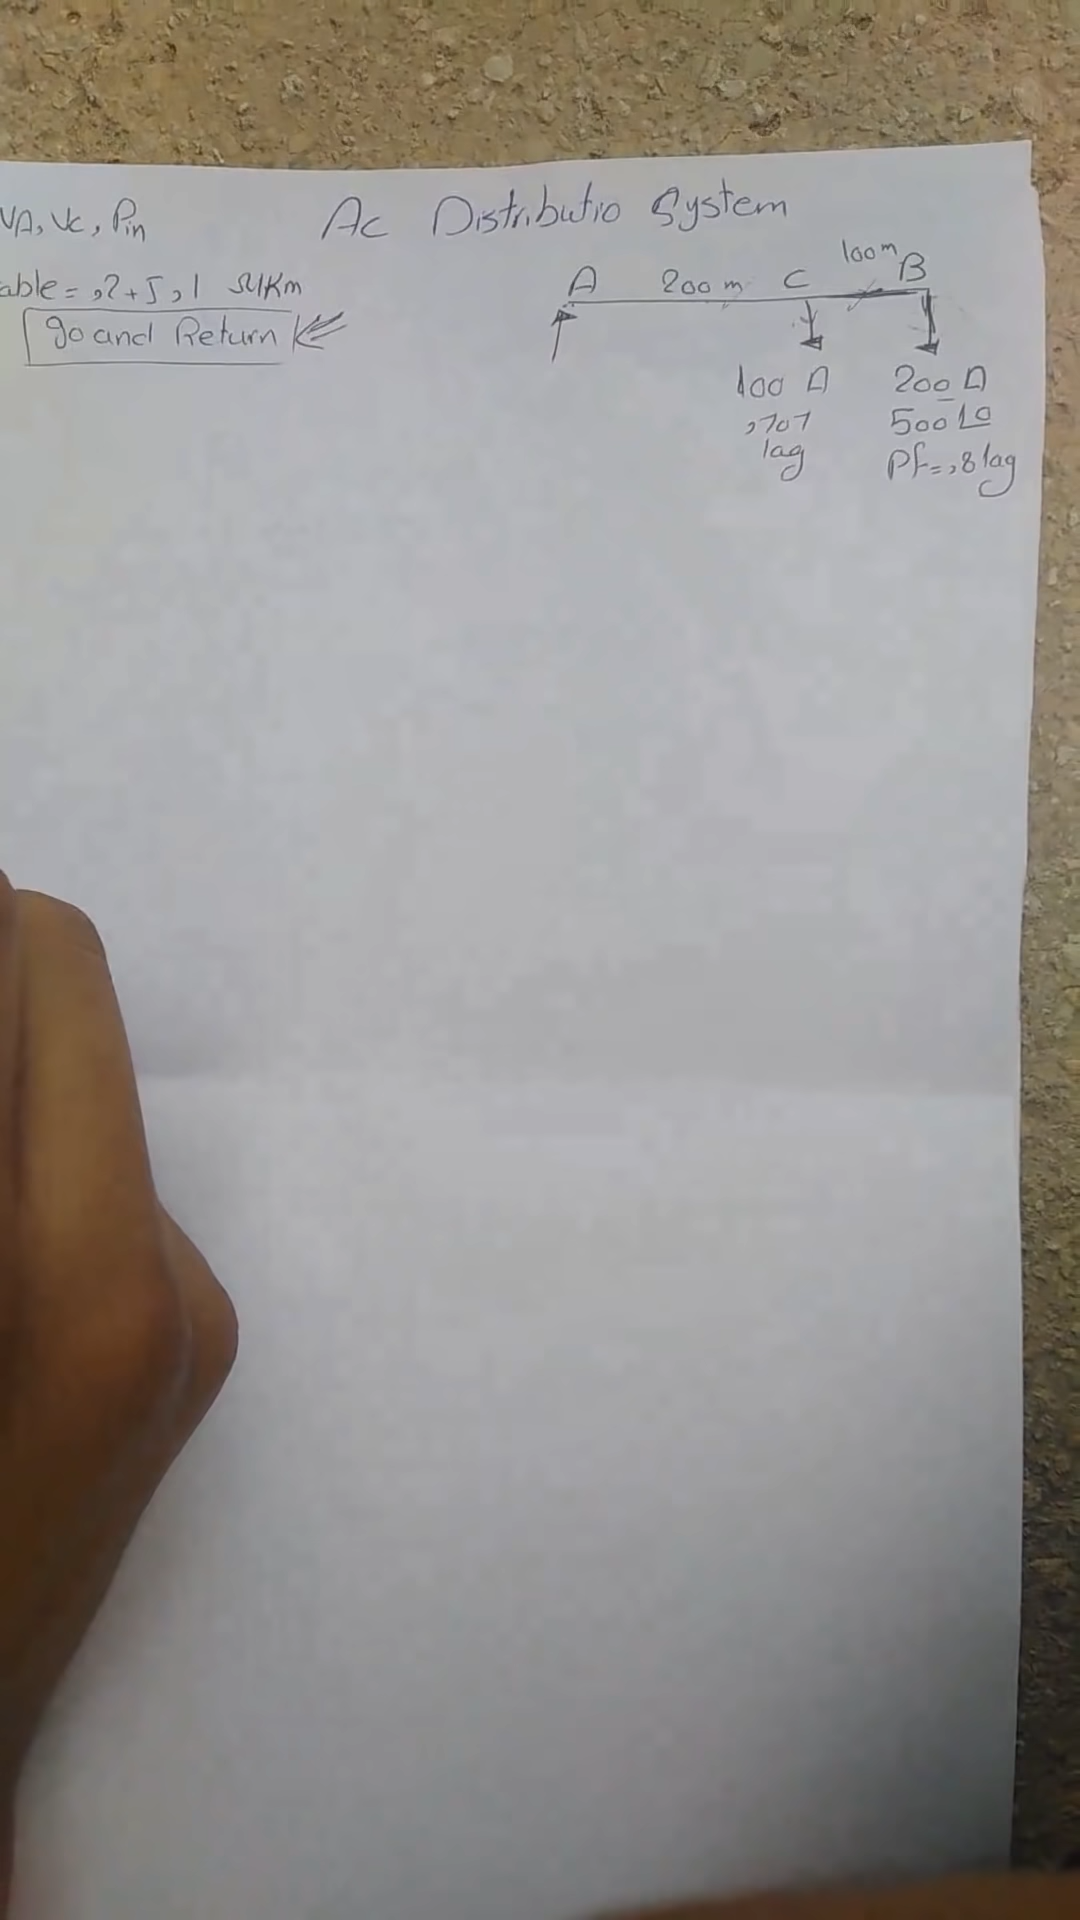 VA, Vc, Pin
Ac Distributio System
able = ,2+J,1 Ω/Km
go and Return
A 200 m C 100m B
100 A
,707
lag
200 A
500 L0
Pf=,8 lag